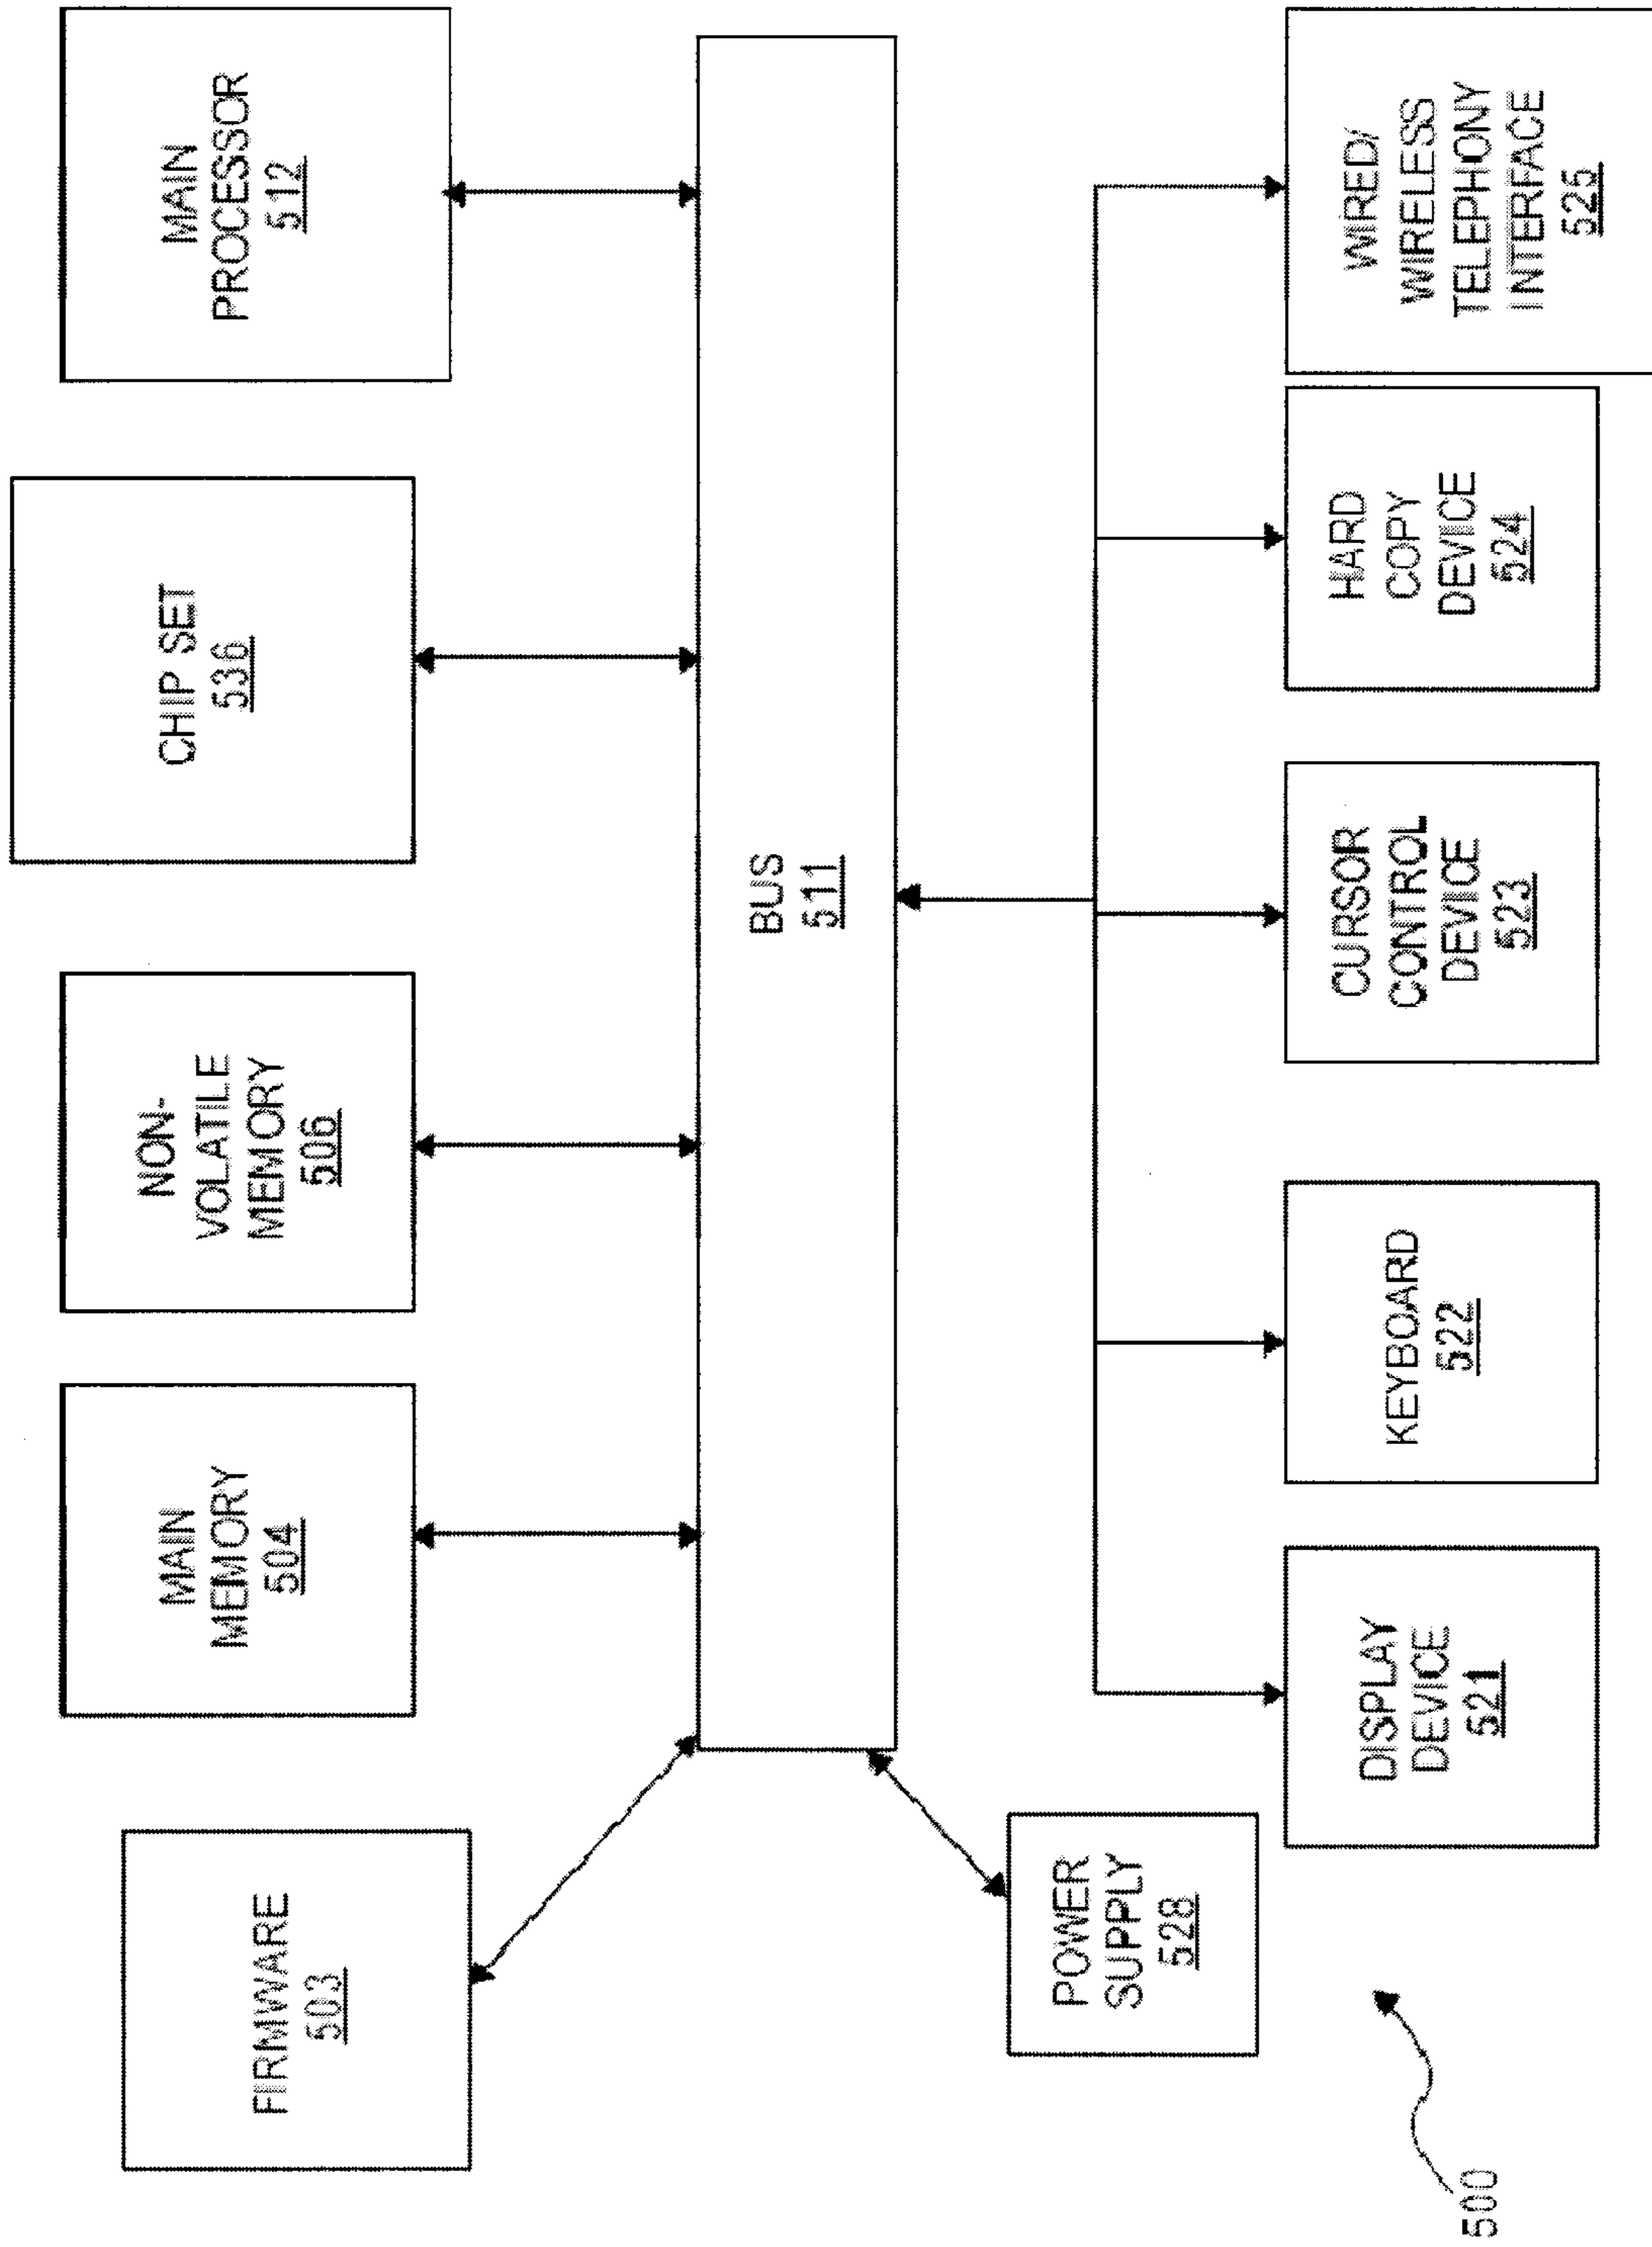 FIRMWARE
503
MAIN
MEMORY
504
NON-
VOLATILE
MEMORY
506
CHIP SET
536
MAIN
PROCESSOR
512
BUS
511
POWER
SUPPLY
528
DISPLAY
DEVICE
521
KEYBOARD
522
CURSOR
CONTROL
DEVICE
523
HARD
COPY
DEVICE
524
WIRED/
WIRELESS
TELEPHONY
INTERFACE
525
500